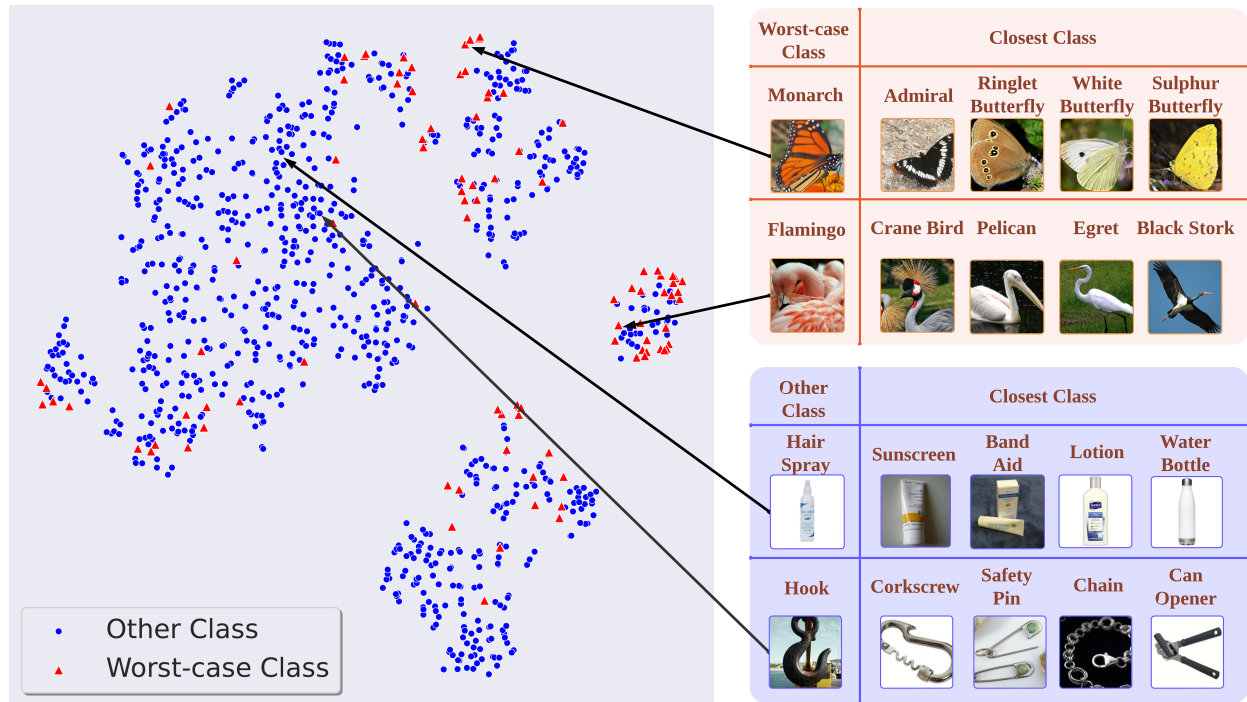 Worst-case
Class
Closest Class
Monarch
Admiral
Ringlet
Butterfly
White
Butterfly
Sulphur
Butterfly
Flamingo
Crane Bird
Pelican
Egret
Black Stork
Other
Class
Closest Class
Hair
Spray
Sunscreen
Band
Aid
Lotion
Water
Bottle
Hook
Corkscrew
Safety
Pin
Chain
Can
Opener
Other Class
Worst-case Class